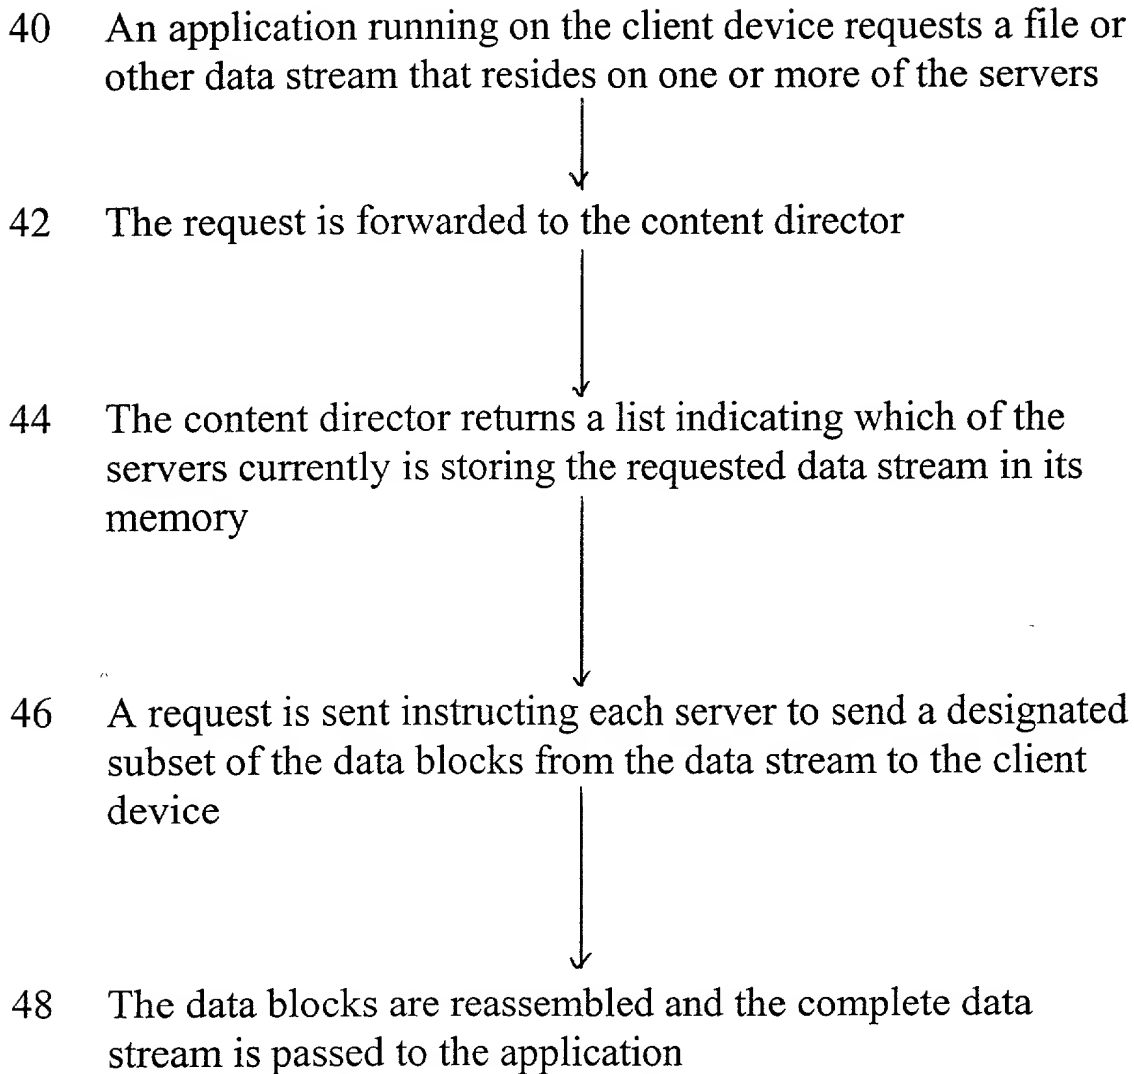 40 An application running on the client device requests a file or
other data stream that resides on one or more of the servers
42 The request is forwarded to the content director
44 The content director returns a list indicating which of the
servers currently is storing the requested data stream in its
memory
46 A request is sent instructing each server to send a designated
subset of the data blocks from the data stream to the client
device
48 The data blocks are reassembled and the complete data
stream is passed to the application